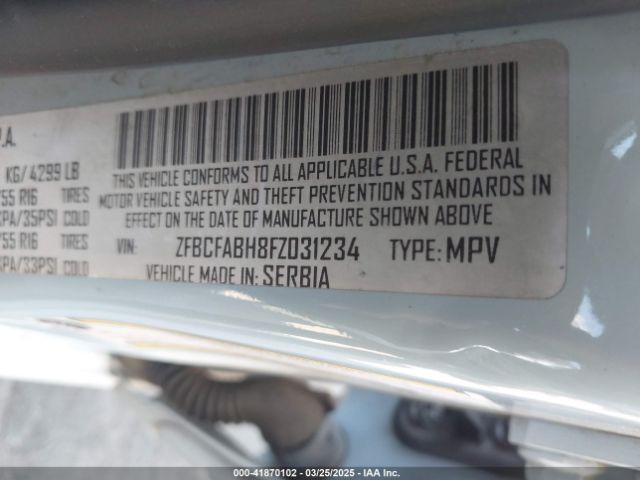 P.A.
KG/ 4299 LB
THIS VEHICLE CONFORMS TO ALL APPLICABLE U.S.A. FEDERAL
MOTOR VEHICLE SAFETY AND THEFT PREVENTION STANDARDS IN
EFFECT ON THE DATE OF MANUFACTURE SHOWN ABOVE
55 R16 TIRES
KPA/35PSI COLD
55 R16 TIRES
KPA/33PSI COLD
VIN: ZFBCFABH8FZ031234 TYPE: MPV
VEHICLE MADE IN: SERBIA
000-41870102 — 03/25/2025 — IAA Inc.